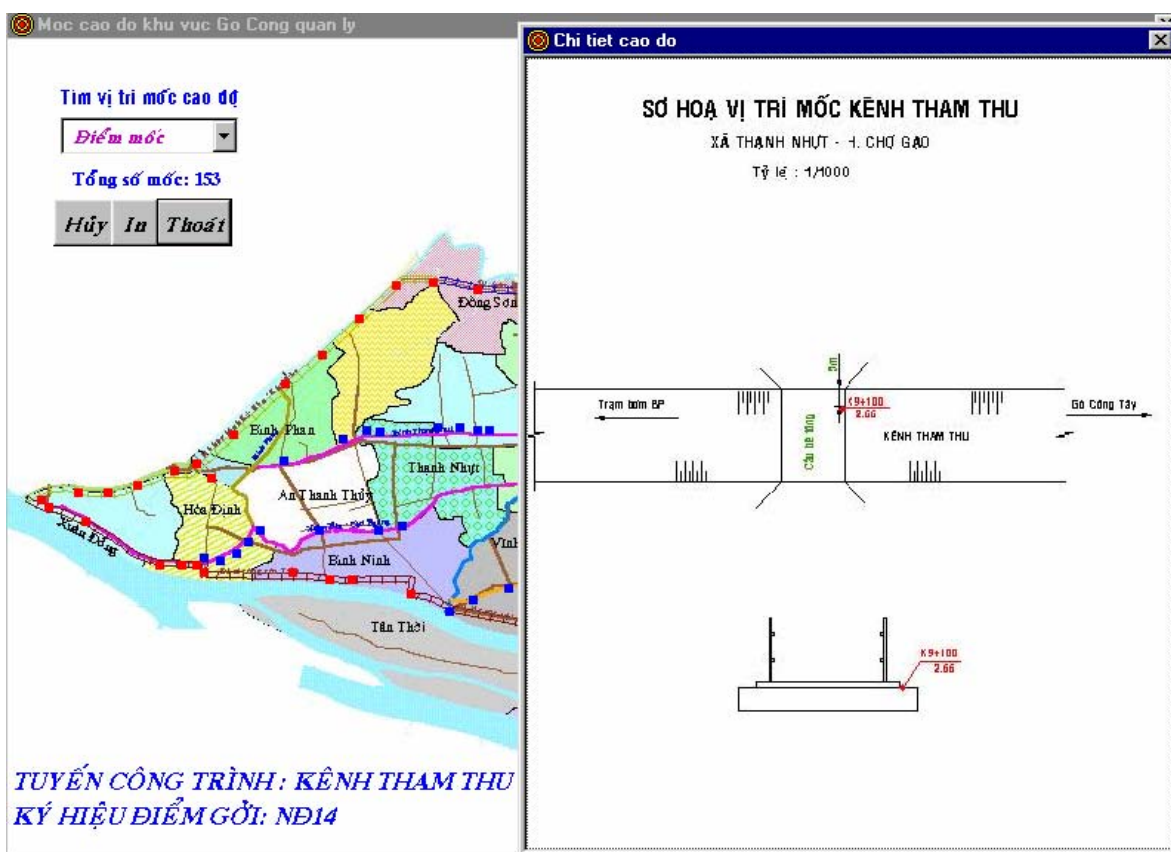 Moc cao do khu vuc Go Cong quan ly
Tìm vị trí mốc cao độ
Điểm mốc
Tổng số mốc: 153
Hủy In Thoát
Đồng Sơn
Bình Phan
Thạnh Nhựt
An Thanh Thủy
Hòa Định
Xuân Đông
Bình Ninh
Vĩnh
Tân Thới
TUYẾN CÔNG TRÌNH : KÊNH THAM THU
KÝ HIỆU ĐIỂM GỞI: NĐ14
Chi tiet cao do
SƠ HOẠ VỊ TRÍ MỐC KÊNH THAM THU
XÃ THẠNH NHỰT - H. CHỢ GẠO
Tỷ lệ : 1/1000
5m
Trạm bơm BP
K9+100
2.66
Gò Công Tây
Cầu bê tông
KÊNH THAM THU
K9+100
2.66